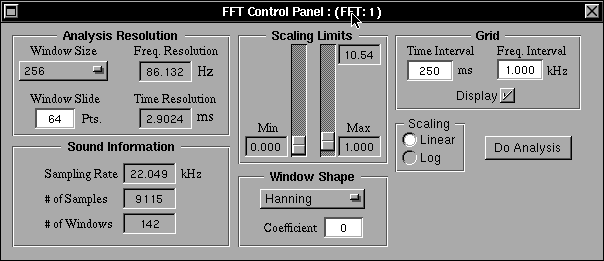 FFT Control Panel : (FFT: 1)
Analysis Resolution
Window Size
Freq. Resolution
256
86.132 Hz
Window Slide
Time Resolution
64 Pts.
2.9024 ms
Sound Information
Sampling Rate 22.049 kHz
# of Samples 9115
# of Windows 142
Scaling Limits
10.54
Min
Max
0.000
1.000
Window Shape
Hanning
Coefficient 0
Grid
Time Interval
Freq. Interval
250 ms
1.000 kHz
Display
Scaling
Linear
Log
Do Analysis